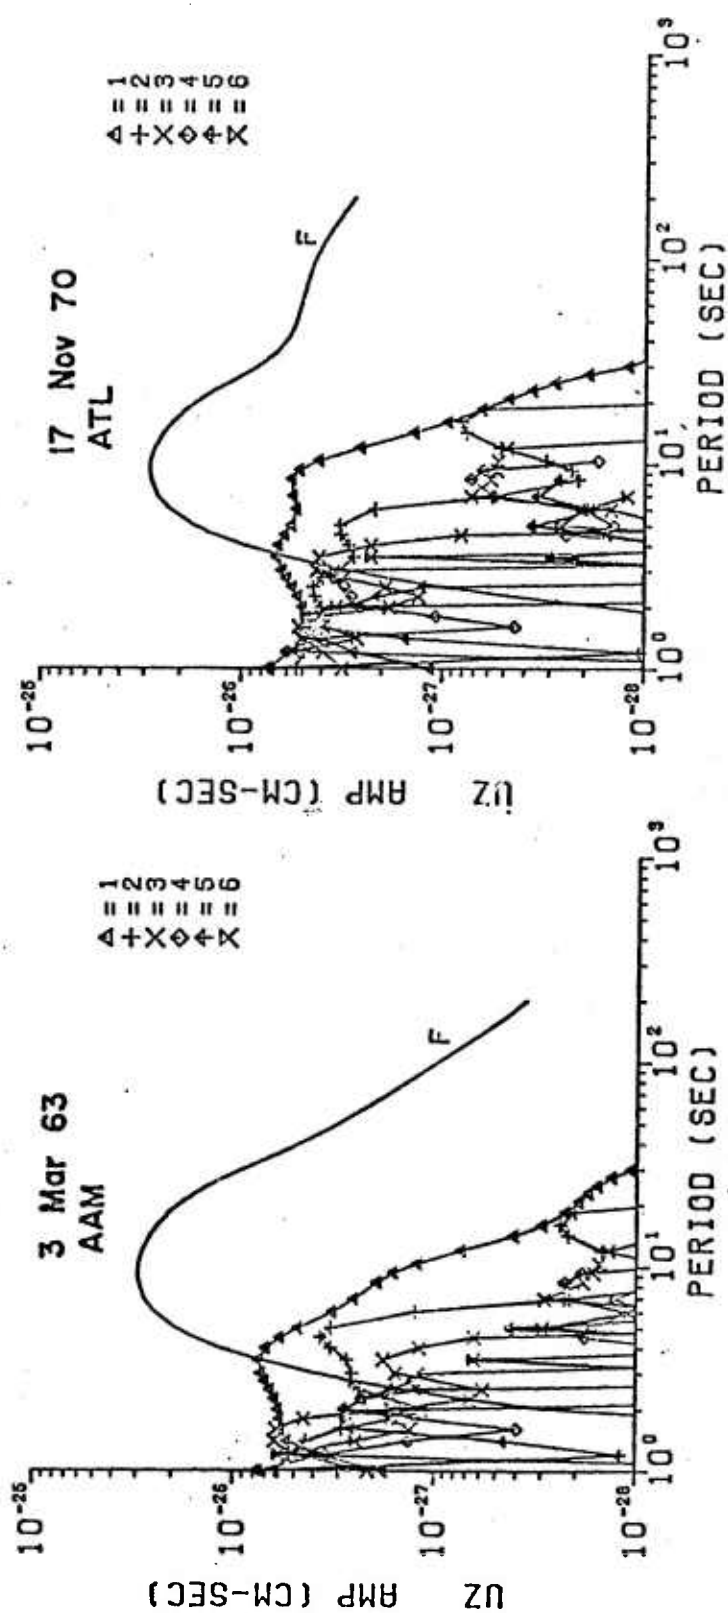 3 Mar 63
AAM
△ = 1
+ = 2
× = 3
◇ = 4
↑ = 5
X = 6
F
10⁻²⁵
10⁻²⁶
10⁻²⁷
10⁻²⁸
UZ AMP (CM-SEC)
10⁰ 10¹ 10² 10³
PERIOD (SEC)
17 Nov 70
ATL
△ = 1
+ = 2
× = 3
◇ = 4
↑ = 5
X = 6
F
10⁻²⁵
10⁻²⁶
10⁻²⁷
10⁻²⁸
UZ AMP (CM-SEC)
10⁰ 10¹ 10² 10³
PERIOD (SEC)